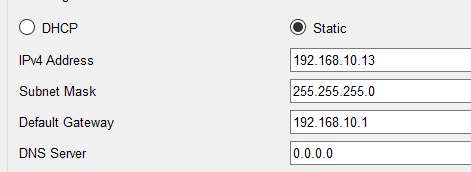 DHCP Static
IPv4 Address 192.168.10.13
Subnet Mask 255.255.255.0
Default Gateway 192.168.10.1
DNS Server 0.0.0.0